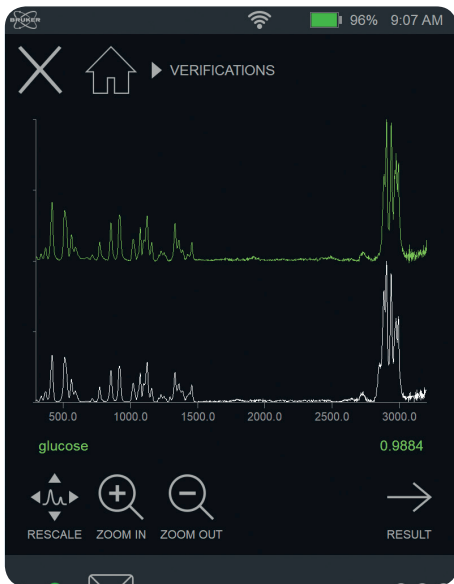 BRUKER 96% 9:07 AM
VERIFICATIONS
500.0 1000.0 1500.0 2000.0 2500.0 3000.0
glucose 0.9884
RESCALE ZOOM IN ZOOM OUT RESULT